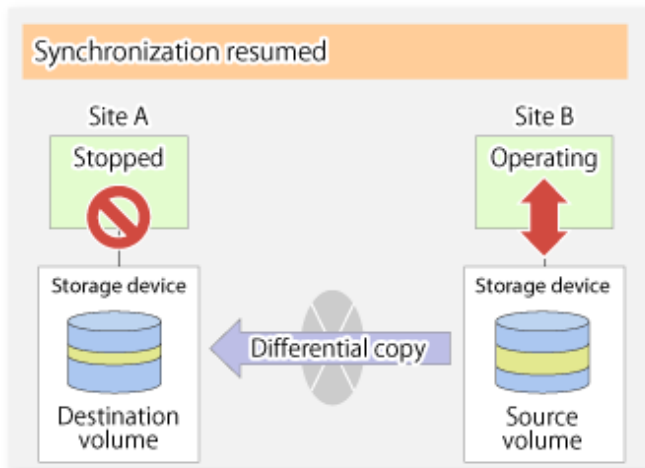 Synchronization resumed
Site A
Site B
Stopped
Operating
Storage device
Storage device
Differential copy
Destination
volume
Source
volume